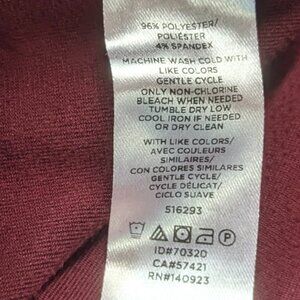 96% POLYESTER/
POLIÉSTER
4% SPANDEX
MACHINE WASH COLD WITH
LIKE COLORS
GENTLE CYCLE
ONLY NON-CHLORINE
BLEACH WHEN NEEDED
TUMBLE DRY LOW
COOL IRON IF NEEDED
OR DRY CLEAN
WITH LIKE COLORS/
AVEC COULEURS
SIMILAIRES/
CON COLORES SIMILARES
GENTLE CYCLE/
CYCLE DÉLICAT/
CICLO SUAVE
516293
ID#70320
CA#57421
RN#140923